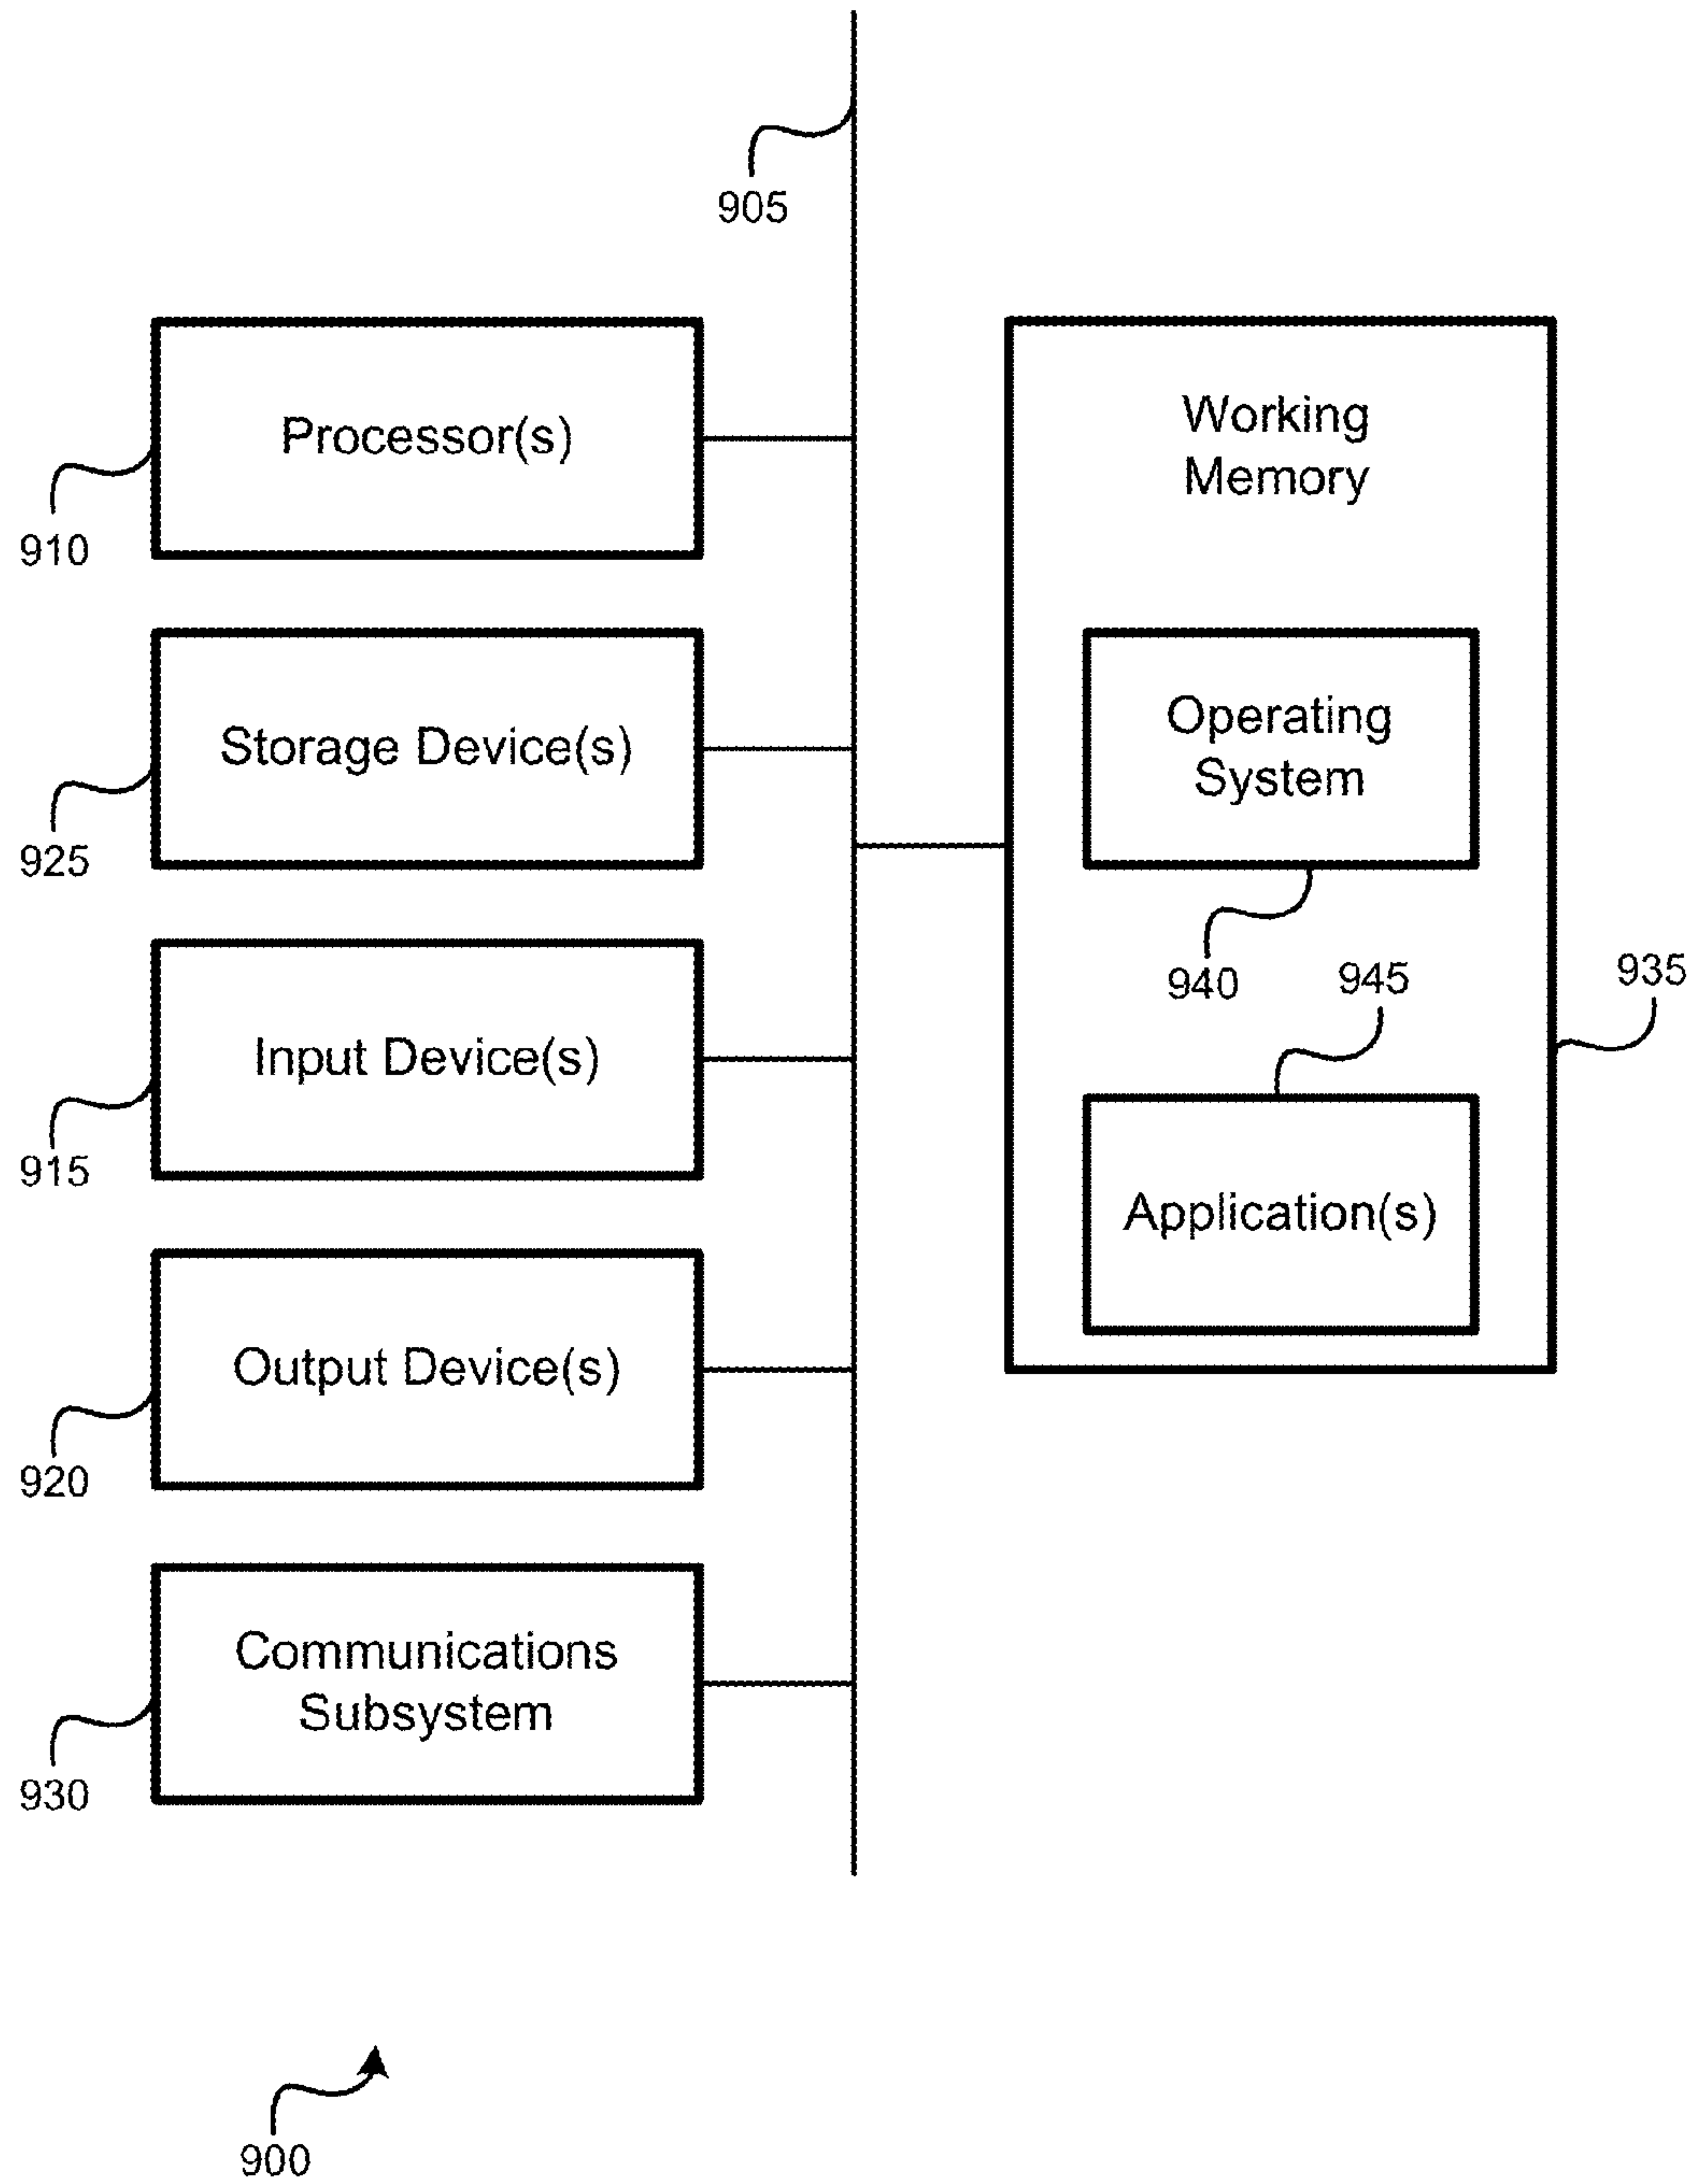 905
Processor(s)
910
Storage Device(s)
925
Input Device(s)
915
Output Device(s)
920
Communications
Subsystem
930
Working
Memory
Operating
System
940
945
935
Application(s)
900